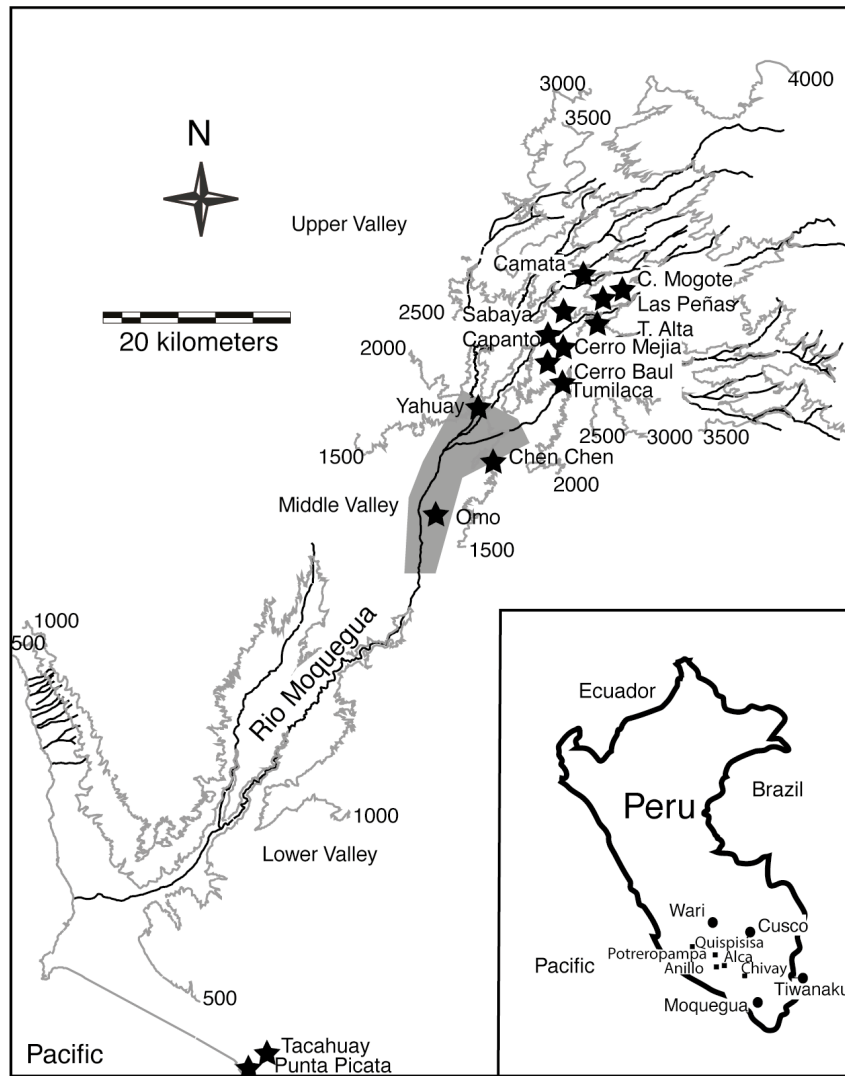 3000
4000
3500
N
Upper Valley
Camata
C. Mogote
Las Peñas
2500
Sabaya
T. Alta
20 kilometers
Capanto
Cerro Mejia
2000
Cerro Baul
Tumilaca
Yahuay
2500
3000
3500
1500
Chen Chen
2000
Middle Valley
Omo
1500
1000
500
Rio Moquegua
1000
Lower Valley
500
Pacific
Tacahuay
Punta Picata
Ecuador
Brazil
Peru
Wari
Cusco
Quispisisa
Potreropampa
Alca
Pacific
Anillo
Chivay
Tiwanaku
Moquegua